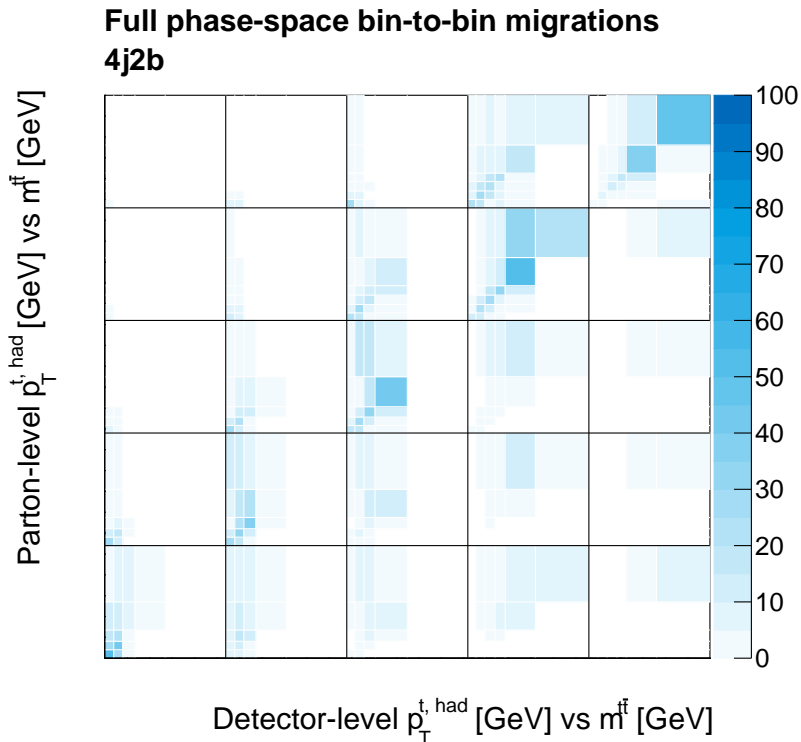 Full phase-space bin-to-bin migrations
4j2b
Parton-level p_T^{t, had} [GeV] vs m^{tt̄} [GeV]
100
90
80
70
60
50
40
30
20
10
0
Detector-level p_T^{t, had} [GeV] vs m^{tt̄} [GeV]